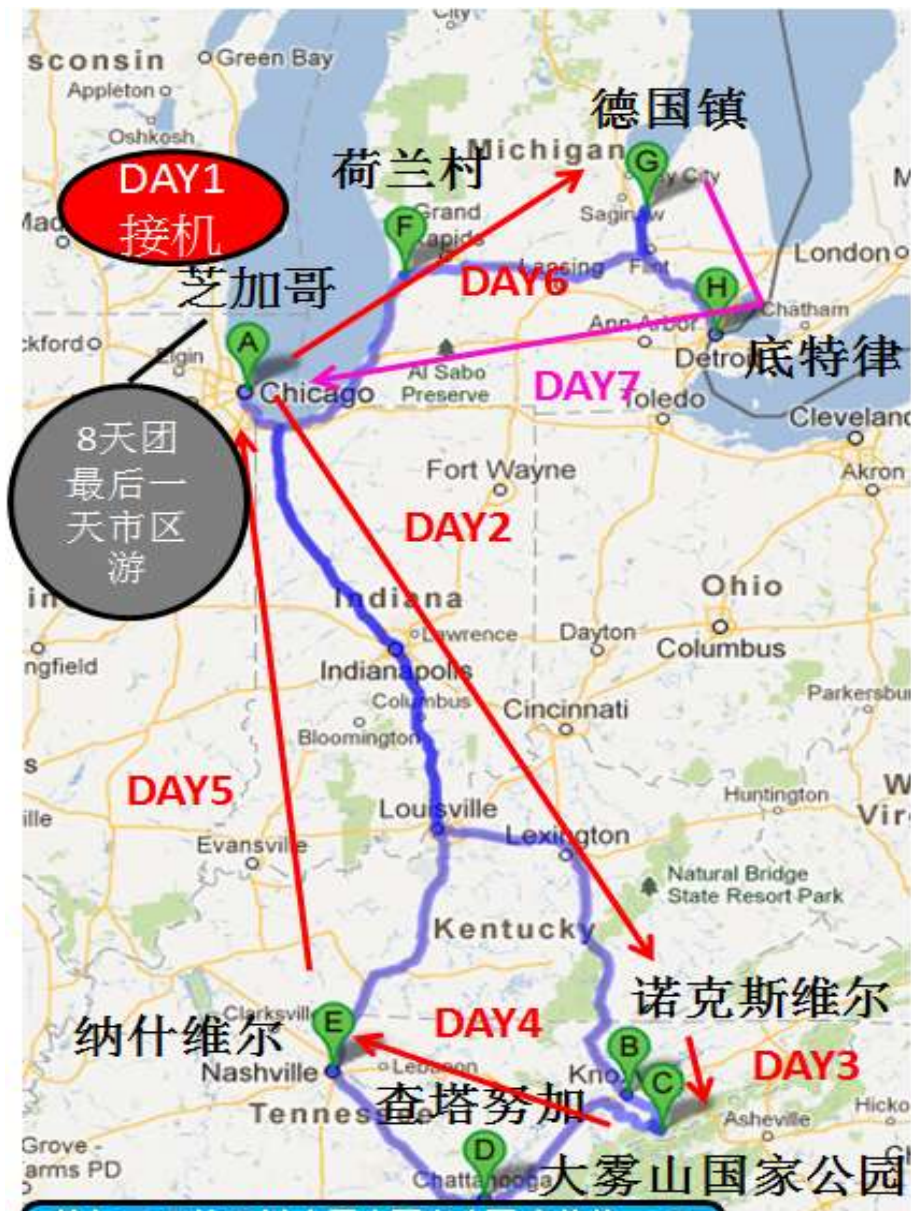 City
Green Bay
Appleton
Oshkosh
德国镇
Michigan
荷兰村
DAY1
接机
G
Saginaw
F
Grand
London
芝加哥
DAY6
Lansing
Flint
H
Chatham
Ann Arbor
A
Elgin
Detroit
底特律
Al Sabo
Preserve
Chicago
DAY7
Toledo
Cleveland
8天团
最后一
天市区
游
Fort Wayne
Akron
DAY2
Ohio
Indiana
Lawrence
Dayton
Columbus
Indianapolis
Columbus
Cincinnati
Bloomington
DAY5
Huntington
Louisville
Evansville
Lexington
Natural Bridge
State Resort Park
Kentucky
诺克斯维尔
纳什维尔
E
DAY4
B
DAY3
C
Nashville
查塔努加
Asheville
D
Chattanooga
大雾山国家公园
Grove -